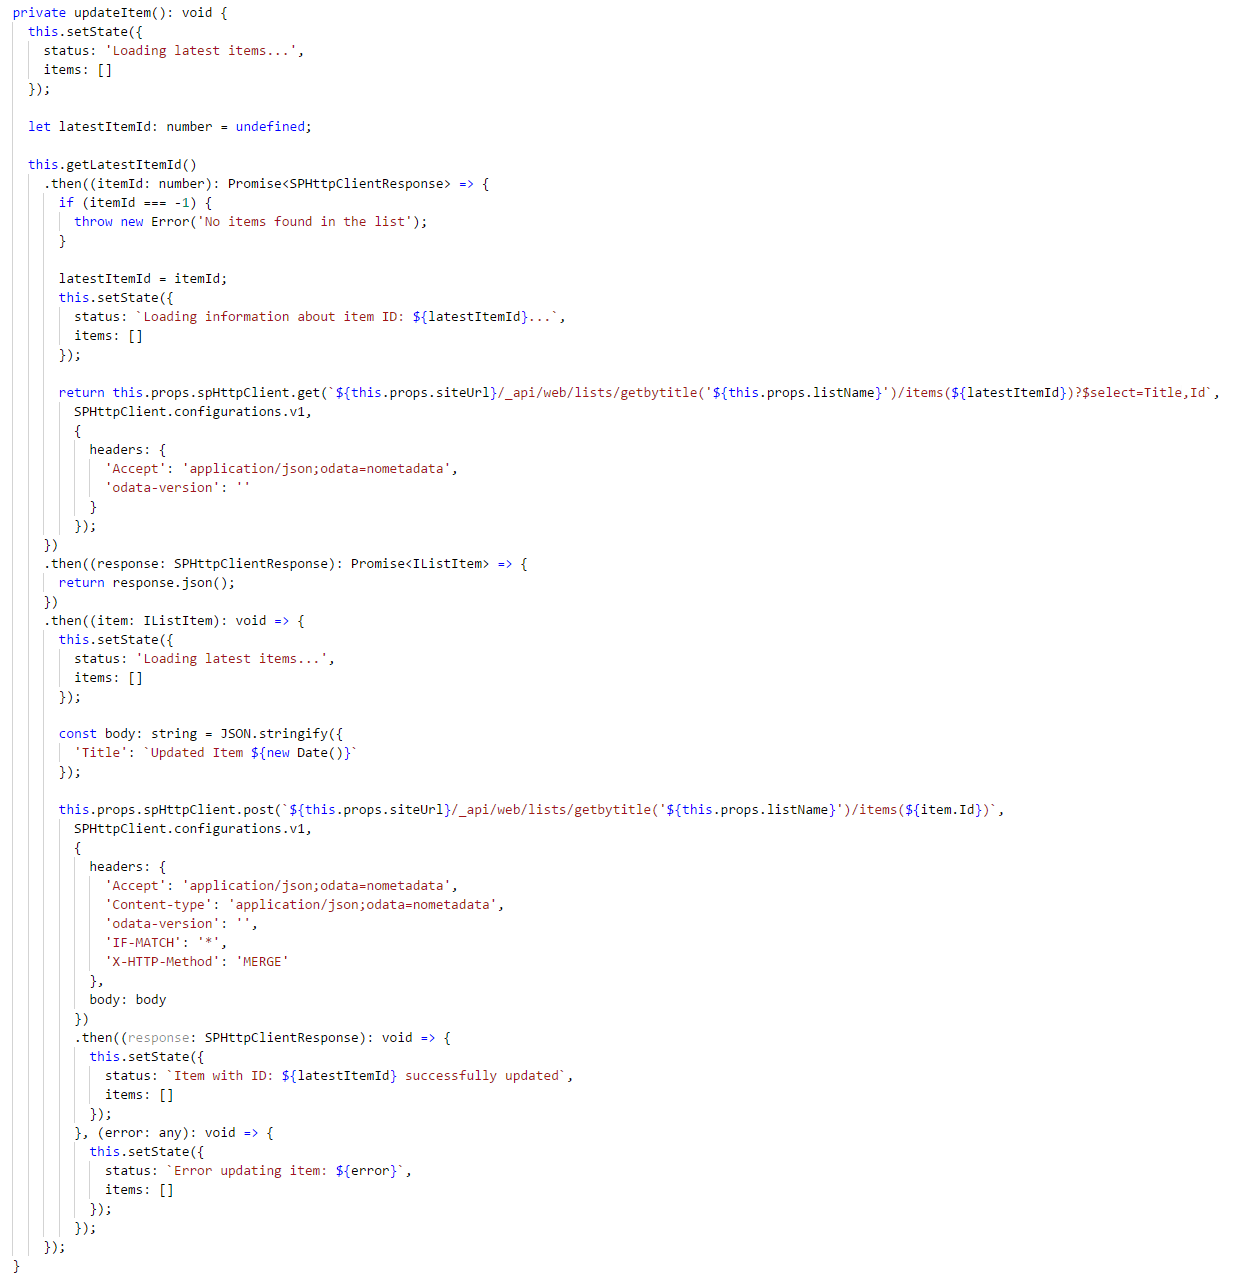 private updateItem(): void {
  this.setState({
    status: 'Loading latest items...',
    items: []
  });

  let latestItemId: number = undefined;

  this.getLatestItemId()
    .then((itemId: number): Promise<SPHttpClientResponse> => {
      if (itemId === -1) {
        throw new Error('No items found in the list');
      }

      latestItemId = itemId;
      this.setState({
        status: `Loading information about item ID: ${latestItemId}...`,
        items: []
      });

      return this.props.spHttpClient.get(`${this.props.siteUrl}/_api/web/lists/getbytitle('${this.props.listName}')/items(${latestItemId})?$select=Title,Id`,
        SPHttpClient.configurations.v1,
        {
          headers: {
            'Accept': 'application/json;odata=nometadata',
            'odata-version': ''
          }
        });
    })
    .then((response: SPHttpClientResponse): Promise<IListItem> => {
      return response.json();
    })
    .then((item: IListItem): void => {
      this.setState({
        status: 'Loading latest items...',
        items: []
      });

      const body: string = JSON.stringify({
        'Title': `Updated Item ${new Date()}`
      });

      this.props.spHttpClient.post(`${this.props.siteUrl}/_api/web/lists/getbytitle('${this.props.listName}')/items(${item.Id})`,
        SPHttpClient.configurations.v1,
        {
          headers: {
            'Accept': 'application/json;odata=nometadata',
            'Content-type': 'application/json;odata=nometadata',
            'odata-version': '',
            'IF-MATCH': '*',
            'X-HTTP-Method': 'MERGE'
          },
          body: body
        })
        .then((response: SPHttpClientResponse): void => {
          this.setState({
            status: `Item with ID: ${latestItemId} successfully updated`,
            items: []
          });
        }, (error: any): void => {
          this.setState({
            status: `Error updating item: ${error}`,
            items: []
          });
        });
    });
}